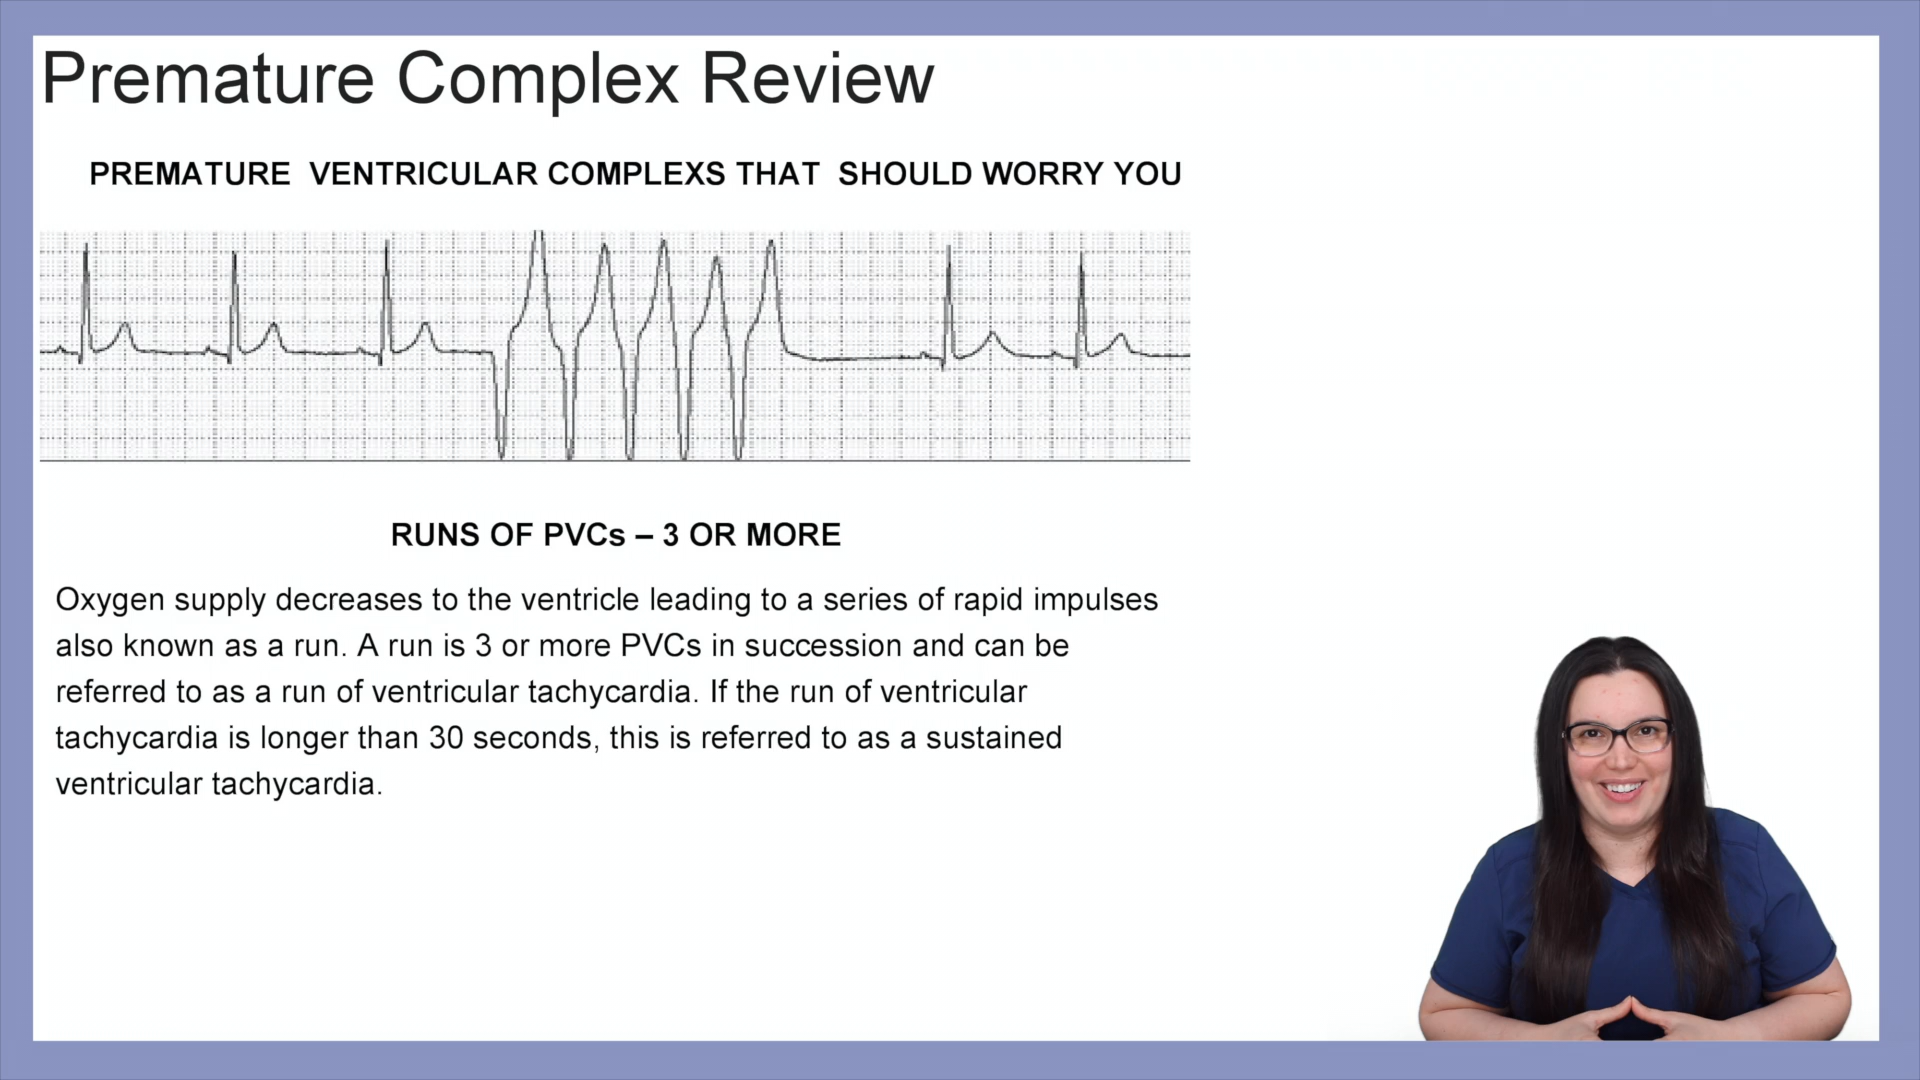 Premature Complex Review
PREMATURE VENTRICULAR COMPLEXS THAT SHOULD WORRY YOU
RUNS OF PVCs – 3 OR MORE
Oxygen supply decreases to the ventricle leading to a series of rapid impulses
also known as a run. A run is 3 or more PVCs in succession and can be
referred to as a run of ventricular tachycardia. If the run of ventricular
tachycardia is longer than 30 seconds, this is referred to as a sustained
ventricular tachycardia.